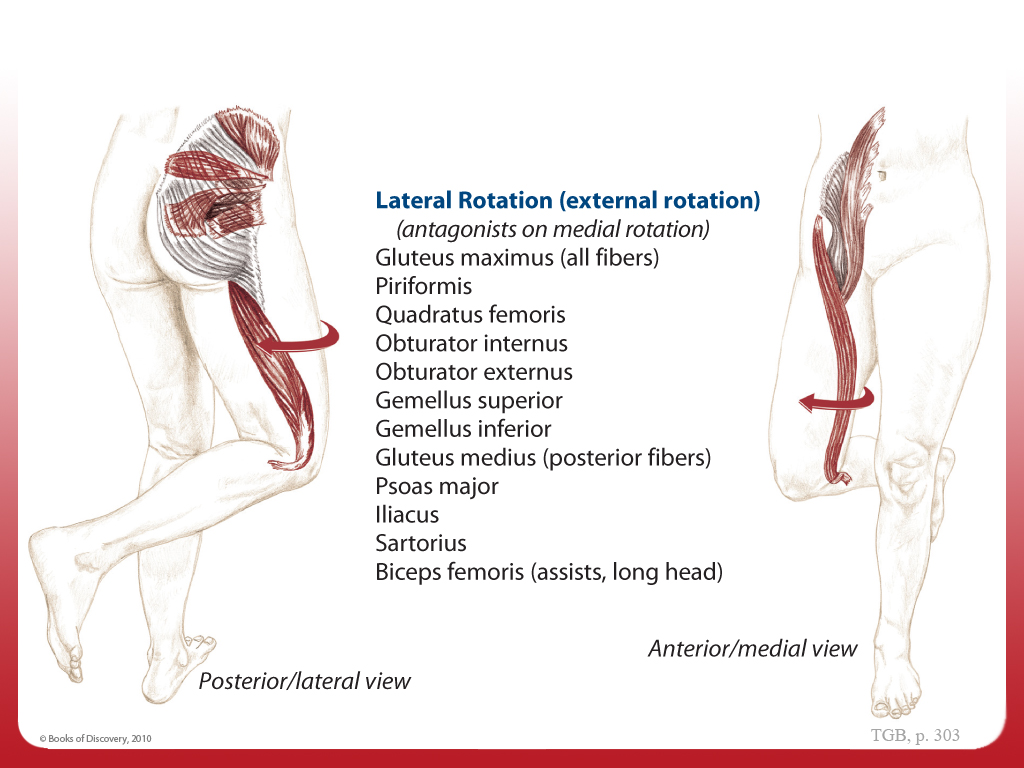 Lateral Rotation (external rotation)
(antagonists on medial rotation)
Gluteus maximus (all fibers)
Piriformis
Quadratus femoris
Obturator internus
Obturator externus
Gemellus superior
Gemellus inferior
Gluteus medius (posterior fibers)
Psoas major
Iliacus
Sartorius
Biceps femoris (assists, long head)
Anterior/medial view
Posterior/lateral view
© Books of Discovery, 2010
TGB, p. 303